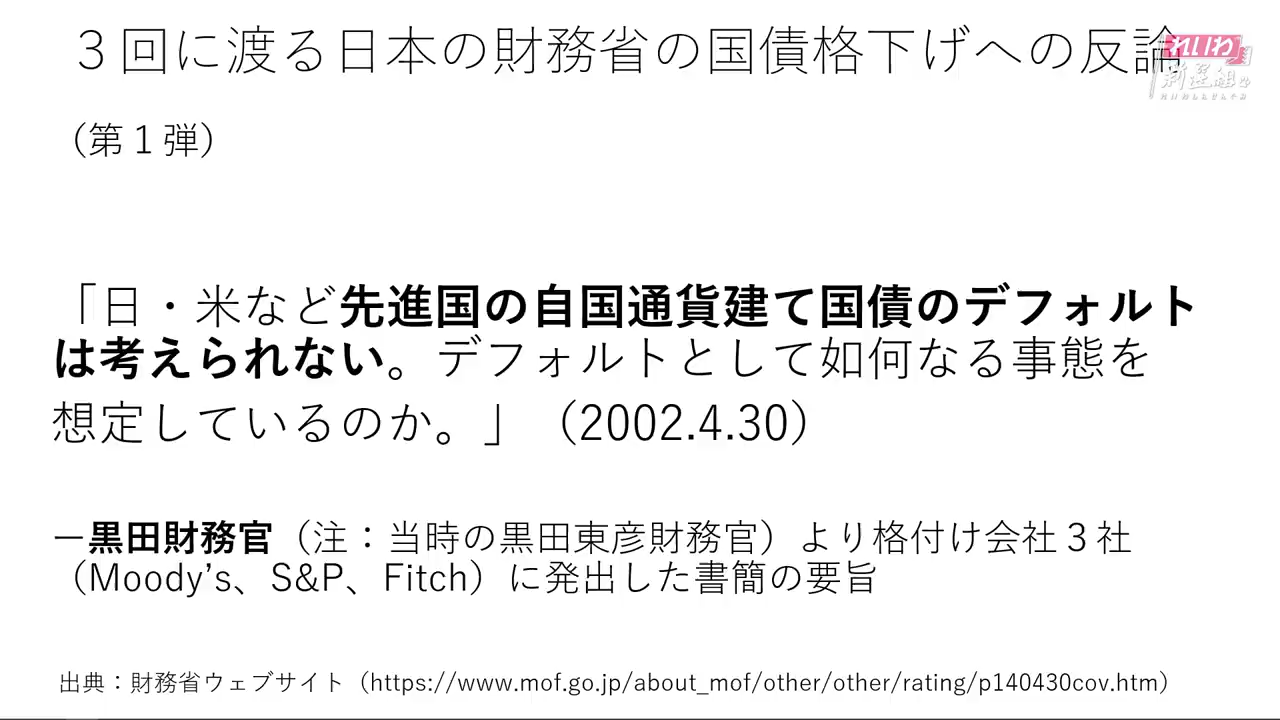 ３回に渡る日本の財務省の国債格下げへの反論
れいわ
新選組
（第１弾）
「日・米など先進国の自国通貨建て国債のデフォルト
は考えられない。デフォルトとして如何なる事態を
想定しているのか。」（2002.4.30）
－黒田財務官（注：当時の黒田東彦財務官）より格付け会社３社
（Moody’s、S&P、Fitch）に発出した書簡の要旨
出典：財務省ウェブサイト（https://www.mof.go.jp/about_mof/other/other/rating/p140430cov.htm）